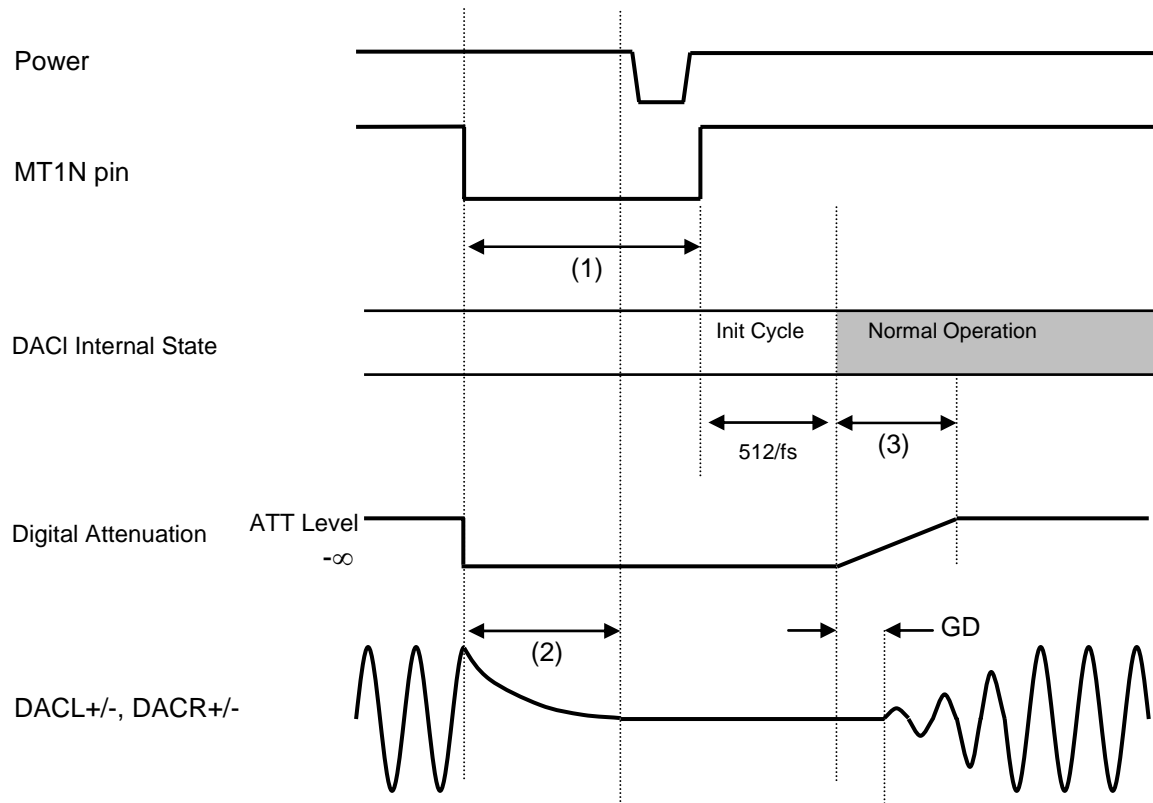 Power
MT1N pin
(1)
DACl Internal State
Init Cycle
Normal Operation
512/fs
(3)
Digital Attenuation
ATT Level
-∞
(2)
GD
DACL+/-, DACR+/-